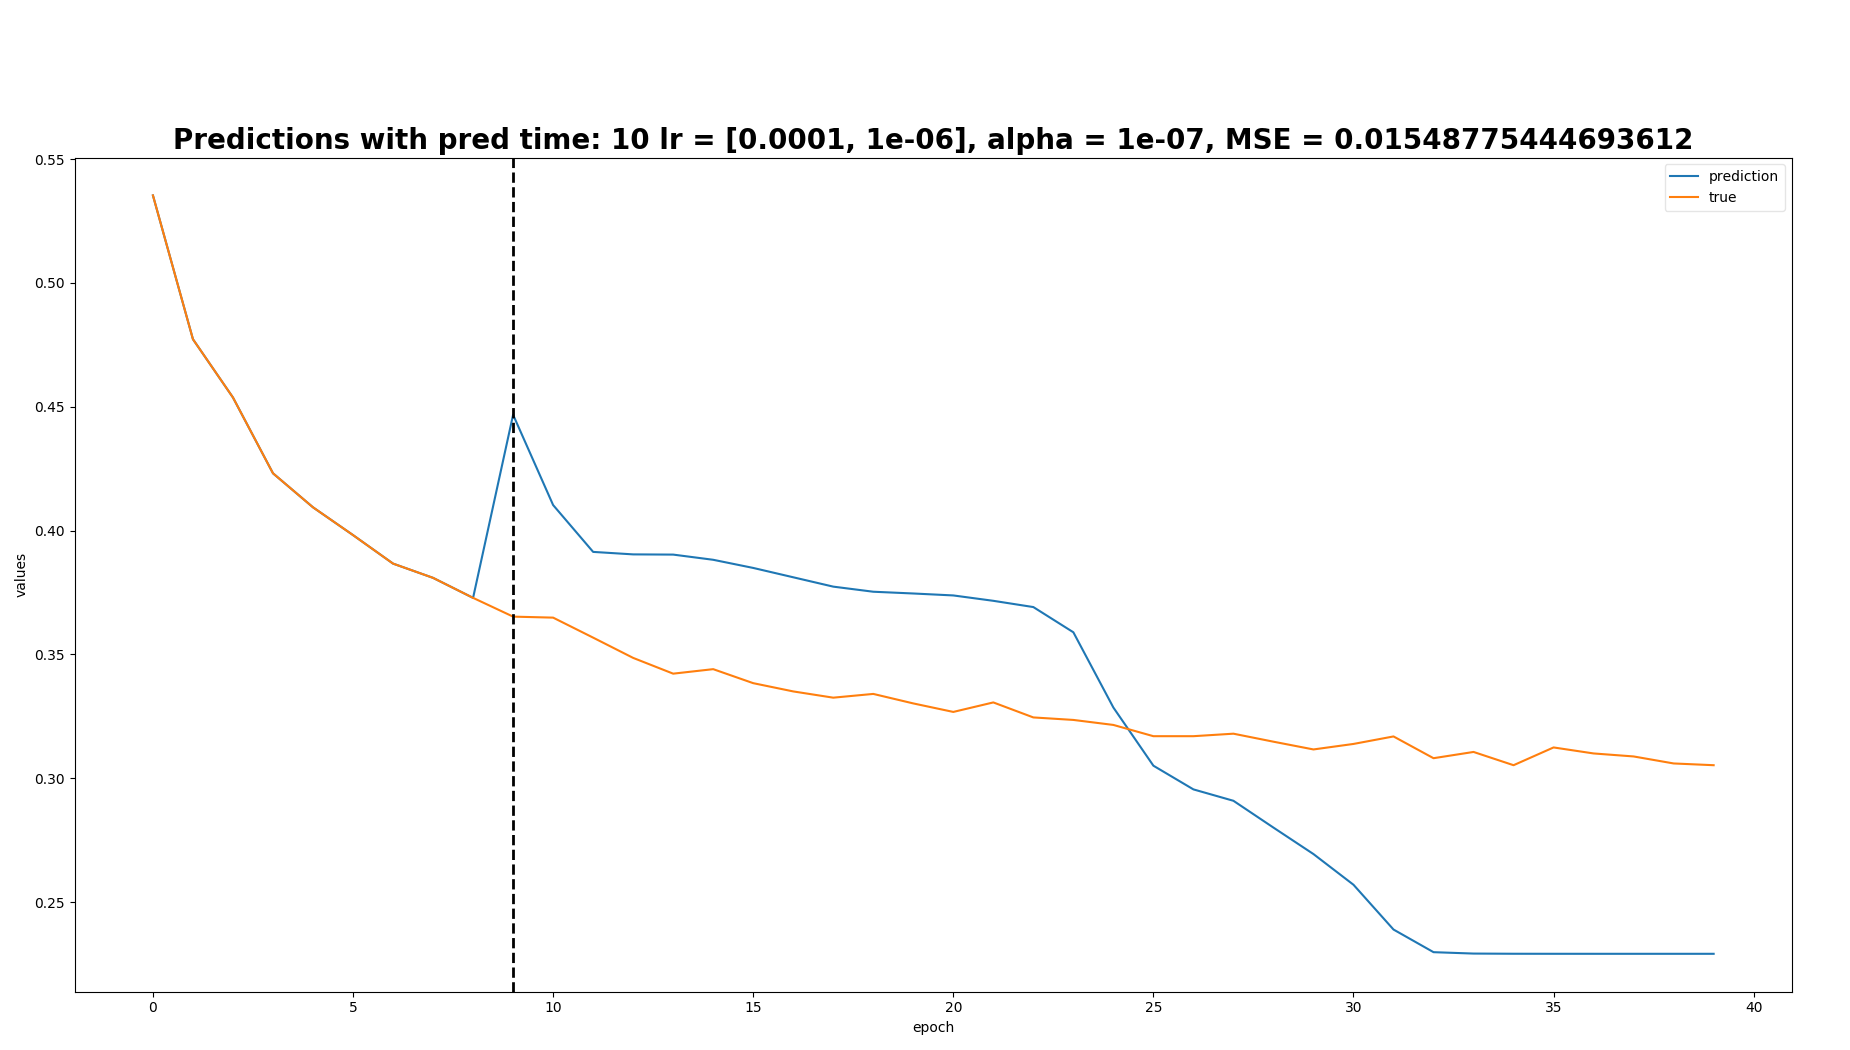 Predictions with pred time: 10 lr = [0.0001, 1e-06], alpha = 1e-07, MSE = 0.01548775444693612
prediction
true
0.55
0.50
0.45
0.40
0.35
0.30
0.25
values
0 5 10 15 20 25 30 35 40
epoch